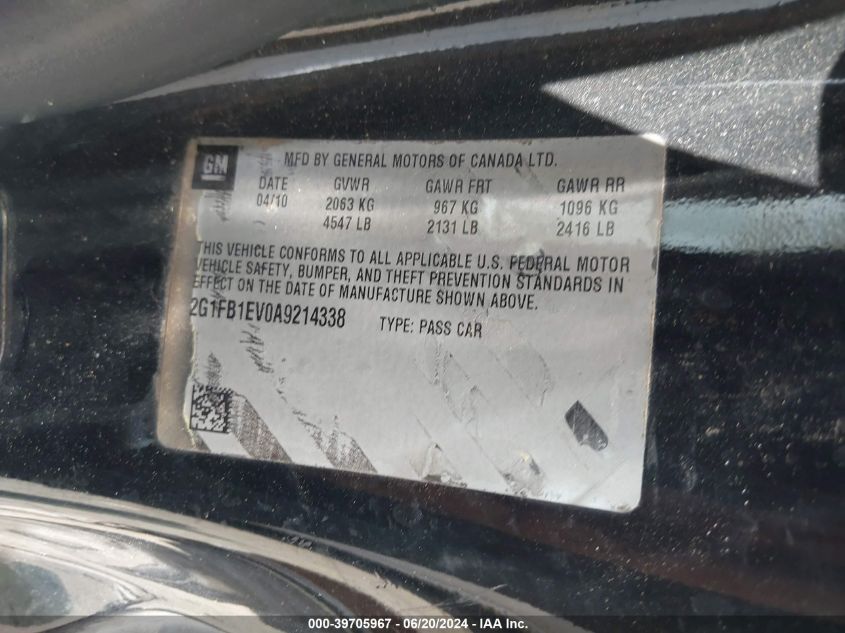 GM
MFD BY GENERAL MOTORS OF CANADA LTD.
DATE GVWR GAWR FRT GAWR RR
04/10 2063 KG 967 KG 1096 KG
4547 LB 2131 LB 2416 LB
THIS VEHICLE CONFORMS TO ALL APPLICABLE U.S. FEDERAL MOTOR
VEHICLE SAFETY, BUMPER, AND THEFT PREVENTION STANDARDS IN
EFFECT ON THE DATE OF MANUFACTURE SHOWN ABOVE.
2G1FB1EV0A9214338 TYPE: PASS CAR
000-39705967 - 06/20/2024 - IAA Inc.